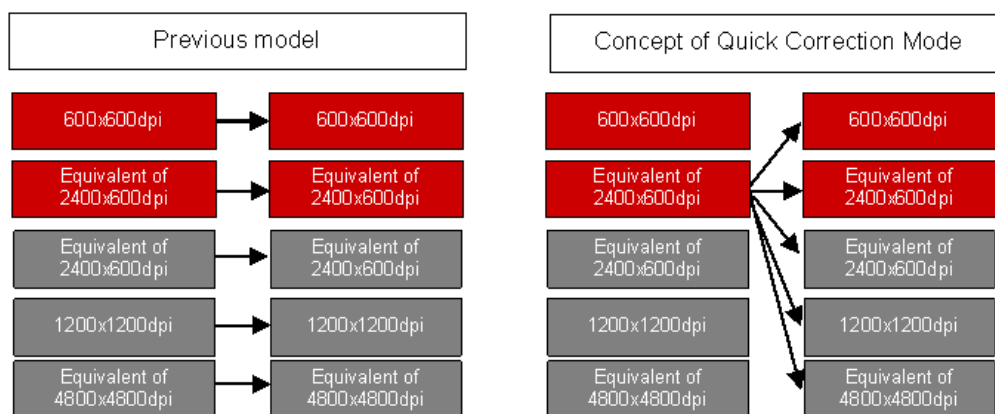 Previous model
600x600dpi
600x600dpi
Equivalent of
2400x600dpi
Equivalent of
2400x600dpi
Equivalent of
2400x600dpi
Equivalent of
2400x600dpi
1200x1200dpi
1200x1200dpi
Equivalent of
4800x4800dpi
Equivalent of
4800x4800dpi
Concept of Quick Correction Mode
600x600dpi
600x600dpi
Equivalent of
2400x600dpi
Equivalent of
2400x600dpi
Equivalent of
2400x600dpi
Equivalent of
2400x600dpi
1200x1200dpi
1200x1200dpi
Equivalent of
4800x4800dpi
Equivalent of
4800x4800dpi